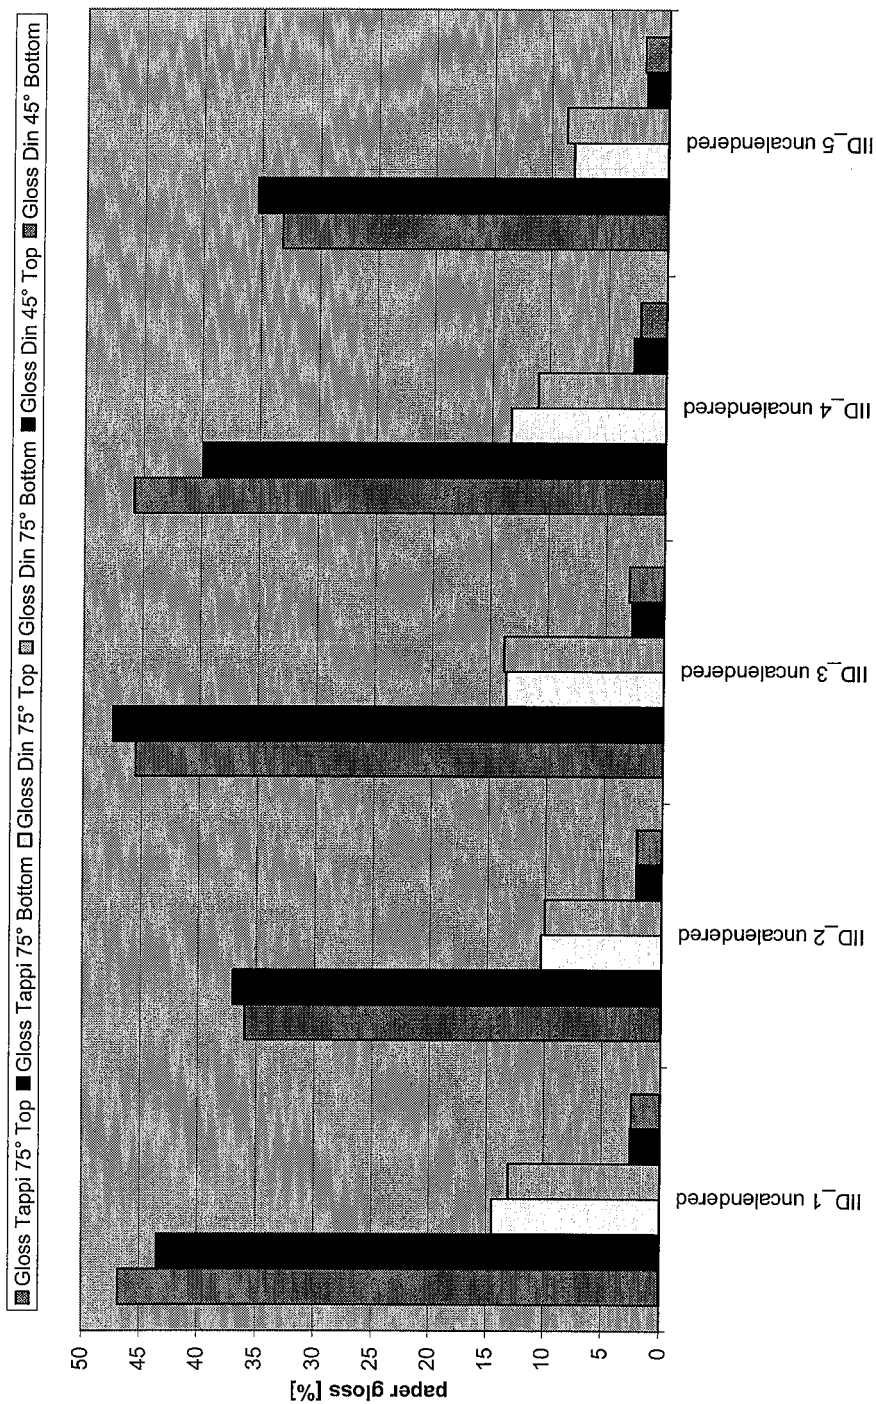 Gloss Tappi 75° Top Gloss Tappi 75° Bottom Gloss Din 75° Top Gloss Din 75° Bottom Gloss Din 45° Top Gloss Din 45° Bottom
paper gloss [%]
50
45
40
35
30
25
20
15
10
5
0
IID_1 uncalendered
IID_2 uncalendered
IID_3 uncalendered
IID_4 uncalendered
IID_5 uncalendered